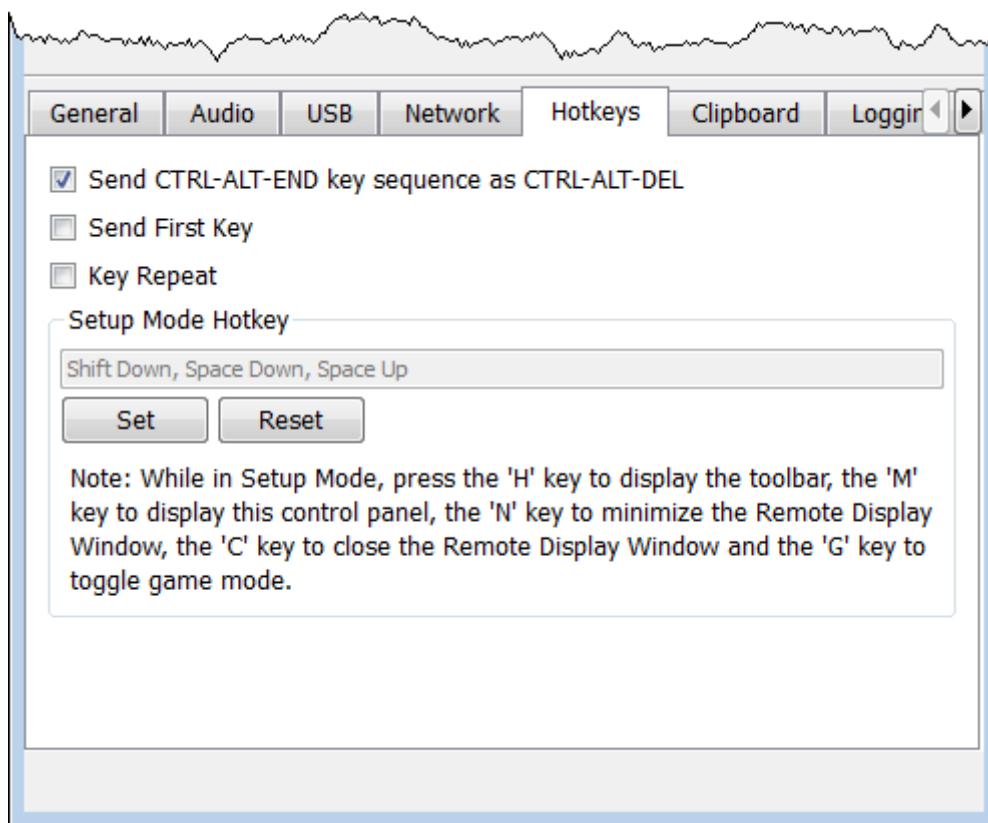 General Audio USB Network Hotkeys Clipboard
Send CTRL-ALT-END key sequence as CTRL-ALT-DEL
Send First Key
Key Repeat
Setup Mode Hotkey
Shift Down, Space Down, Space Up
Set Reset
Note: While in Setup Mode, press the 'H' key to display the toolbar, the 'M'
key to display this control panel, the 'N' key to minimize the Remote Display
Window, the 'C' key to close the Remote Display Window and the 'G' key to
toggle game mode.